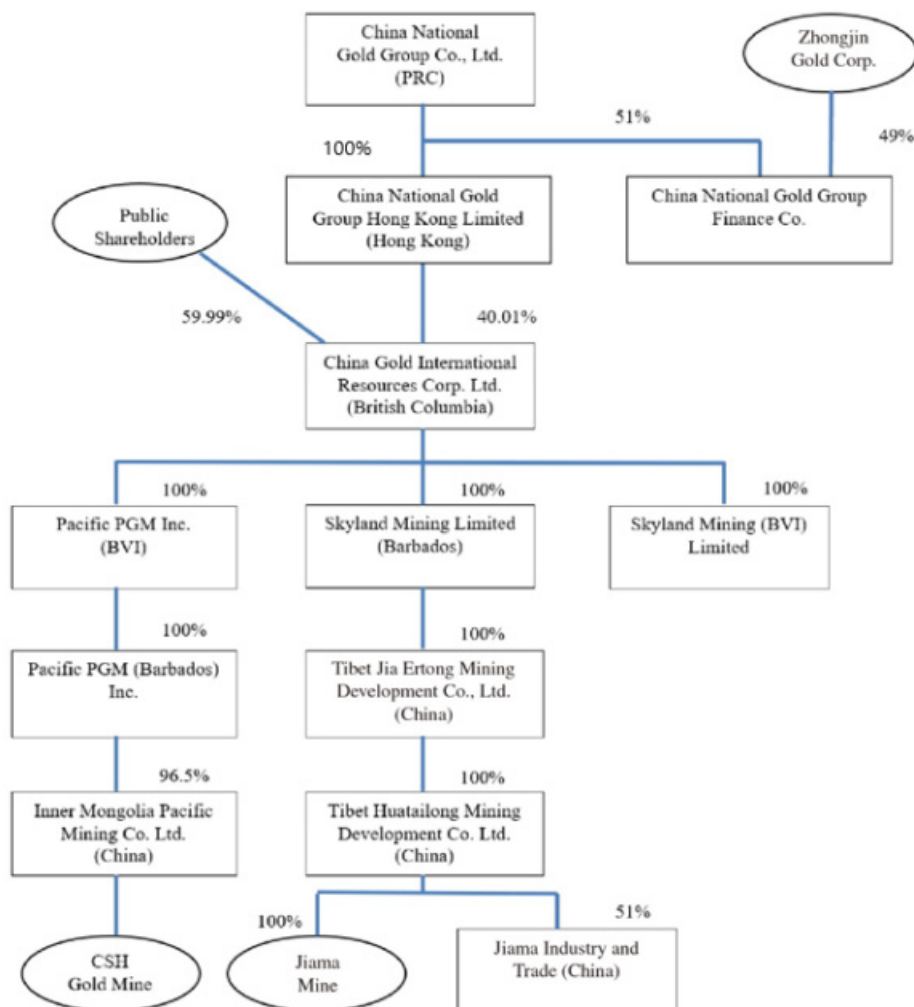 China National
Gold Group Co., Ltd.
(PRC)
Zhongjin
Gold Corp.
51%
49%
100%
China National Gold
Group Hong Kong Limited
(Hong Kong)
China National Gold Group
Finance Co.
Public
Shareholders
59.99%
40.01%
China Gold International
Resources Corp. Ltd.
(British Columbia)
100%
100%
100%
Pacific PGM Inc.
(BVI)
Skyland Mining Limited
(Barbados)
Skyland Mining (BVI)
Limited
100%
100%
Pacific PGM (Barbados)
Inc.
Tibet Jia Ertong Mining
Development Co., Ltd.
(China)
96.5%
100%
Inner Mongolia Pacific
Mining Co. Ltd.
(China)
Tibet Huatailong Mining
Development Co. Ltd.
(China)
100%
51%
CSH
Gold Mine
Jiama
Mine
Jiama Industry and
Trade (China)